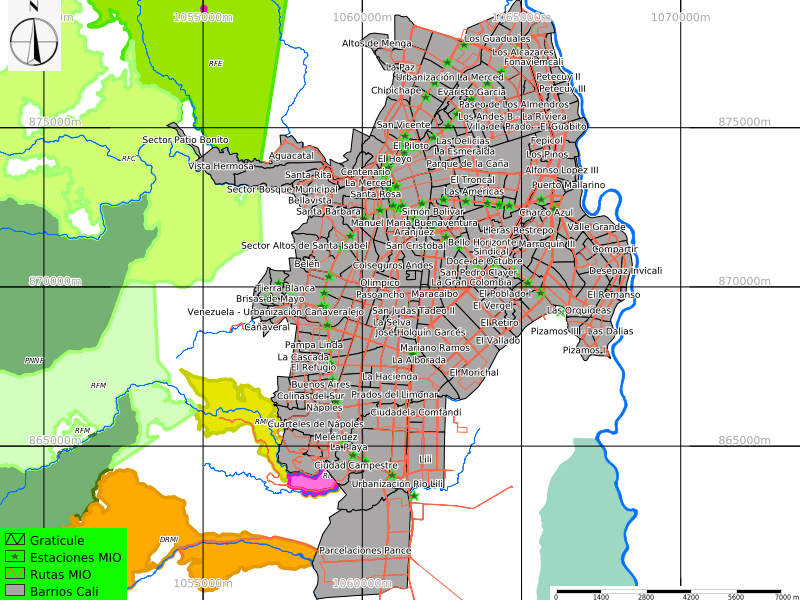 N
1055000m
1060000m
1065000m
1070000m
Los Guaduales
Altos de Menga
Los Alcazares
RFE
Fonaviemcali
La Paz
Urbanización La Merced
Petecuy II
Chipichape
Evaristo García
Petecuy III
Paseo de Los Almendros
875000m
San Vicente
Los Andes B - La Riviera
875000m
Villa del Prado - El Guabito
Sector Patio Bonito
El Piloto
Las Delicias
Fepicol
La Esmeralda
RFC
Aguacatal
El Hoyo
Los Pinos
Vista Hermosa
Parque de la Caña
Santa Rita
Centenario
Alfonso Lopez III
La Merced
El Troncal
Puerto Mallarino
Sector Bosque Municipal
Santa Rosa
Las Américas
Bellavista
Santa Bárbara
Simón Bolivar
Charco Azul
Manuel María Buenaventura
Valle Grande
Aranjuez
Lleras Restrepo
Sector Altos de Santa Isabel
San Cristóbal
Bello Horizonte
Marroquín III
Sindical
Compartir
Belén
Colseguros Andes
Doce de Octubre
San Pedro Claver
Desepaz Invicali
870000m
Olímpico
La Gran Colombia
870000m
Tierra Blanca
Pasoancho
Maracaibo
El Poblado I
El Remanso
Brisas de Mayo
El Vergel
Venezuela - Urbanización Cañaveralejo
San Judas Tadeo II
Las Orquídeas
La Selva
El Retiro
Cañaveral
José Holguín Garcés
Pizamos III - Las Dalias
Pampa Linda
Mariano Ramos
El Vallado
Pizamos I
La Cascada
La Alborada
PNNF
El Refugio
El Morichal
RFM
Buenos Aires
La Hacienda
Colinas del Sur
Prados del Limonar
Nápoles
Ciudadela Comfandi
RFM
Cuarteles de Nápoles
Meléndez
865000m
La Playa
865000m
Ciudad Campestre
Lili
Urbanización Río Lili
DRMI
Graticule
Parcelaciones Pance
Estaciones MIO
Rutas MIO
1055000m
1060000m
Barrios Cali
0 1400 2800 4200 5600 7000 m